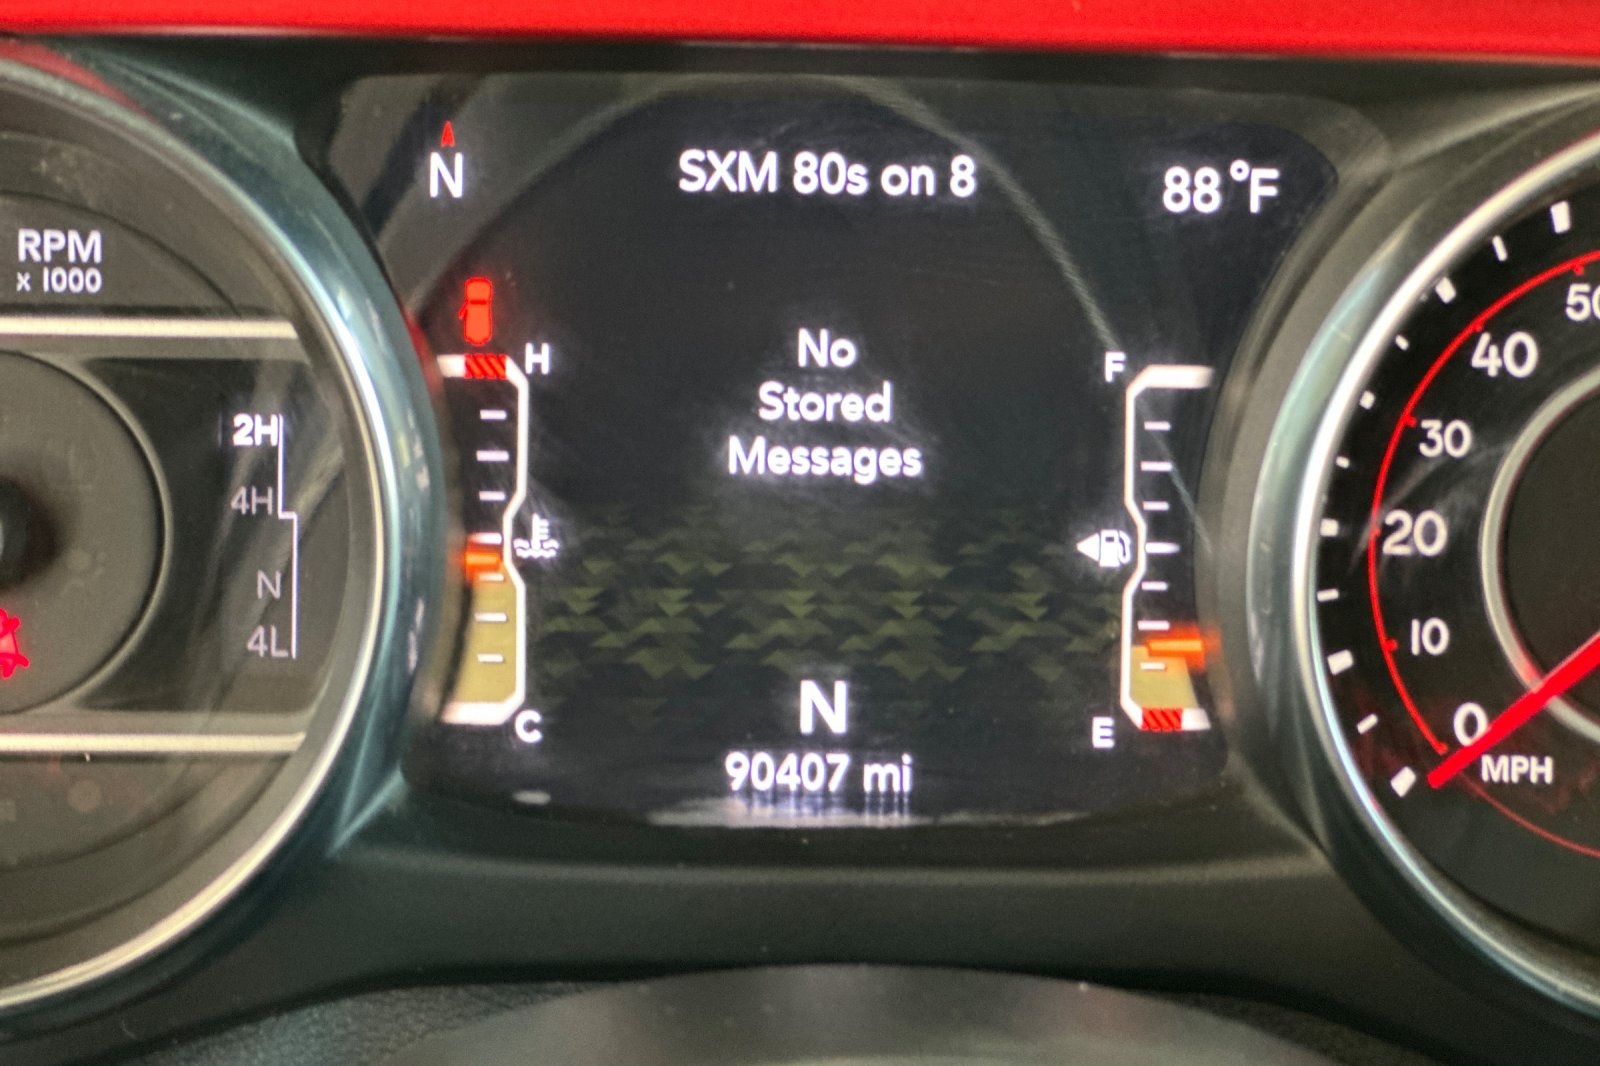 N
SXM 80s on 8
88°F
RPM
x 1000
H
No
Stored
Messages
F
2H
4H
N
4L
C
E
N
90407 mi
50
40
30
20
10
0
MPH